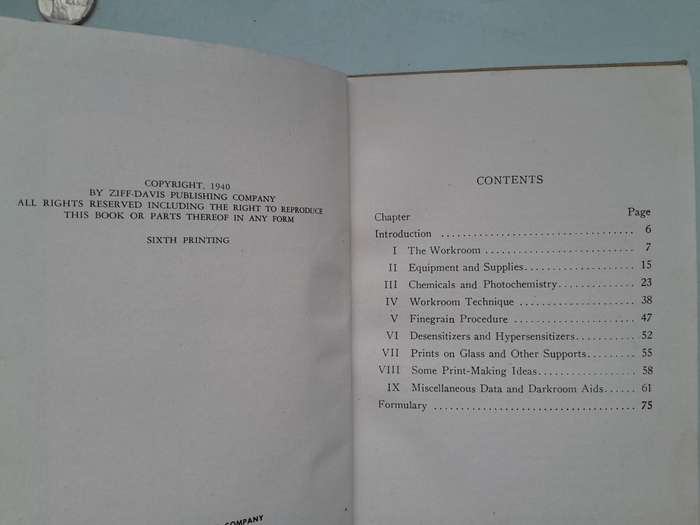 COPYRIGHT, 1940
BY ZIFF-DAVIS PUBLISHING COMPANY
ALL RIGHTS RESERVED INCLUDING THE RIGHT TO REPRODUCE
THIS BOOK OR PARTS THEREOF IN ANY FORM
SIXTH PRINTING
COMPANY
CONTENTS
Chapter Page
Introduction .................................. 6
I The Workroom ........................... 7
II Equipment and Supplies.................... 15
III Chemicals and Photochemistry.............. 23
IV Workroom Technique ..................... 38
V Finegrain Procedure ...................... 47
VI Desensitizers and Hypersensitizers........... 52
VII Prints on Glass and Other Supports......... 55
VIII Some Print-Making Ideas.................. 58
IX Miscellaneous Data and Darkroom Aids...... 61
Formulary .................................... 75